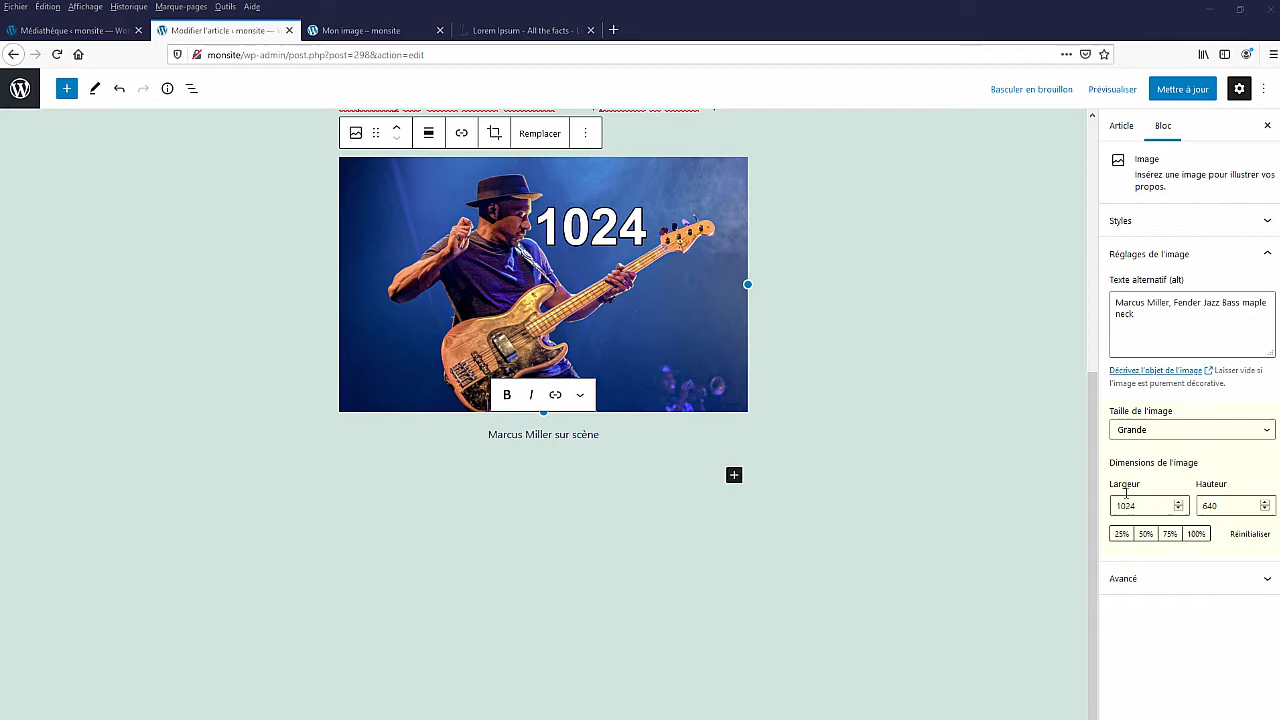 Fichier Édition Affichage Historique Marque-pages Outils Aide
Médiathèque ‹ monsite — Wor
Modifier l'article ‹ monsite — W
Mon image – monsite
Lorem Ipsum - All the facts - Li
monsite/wp-admin/post.php?post=298&action=edit
Basculer en brouillon
Prévisualiser
Mettre à jour
Remplacer
Article
Bloc
Image
Insérez une image pour illustrer vos
propos.
Styles
1024
Réglages de l'image
Texte alternatif (alt)
Marcus Miller, Fender Jazz Bass maple
neck
Décrivez l'objet de l'image Laisser vide si
l'image est purement décorative.
B I
Marcus Miller sur scène
Taille de l'image
Grande
Dimensions de l'image
Largeur Hauteur
1024 640
25% 50% 75% 100% Réinitialiser
Avancé